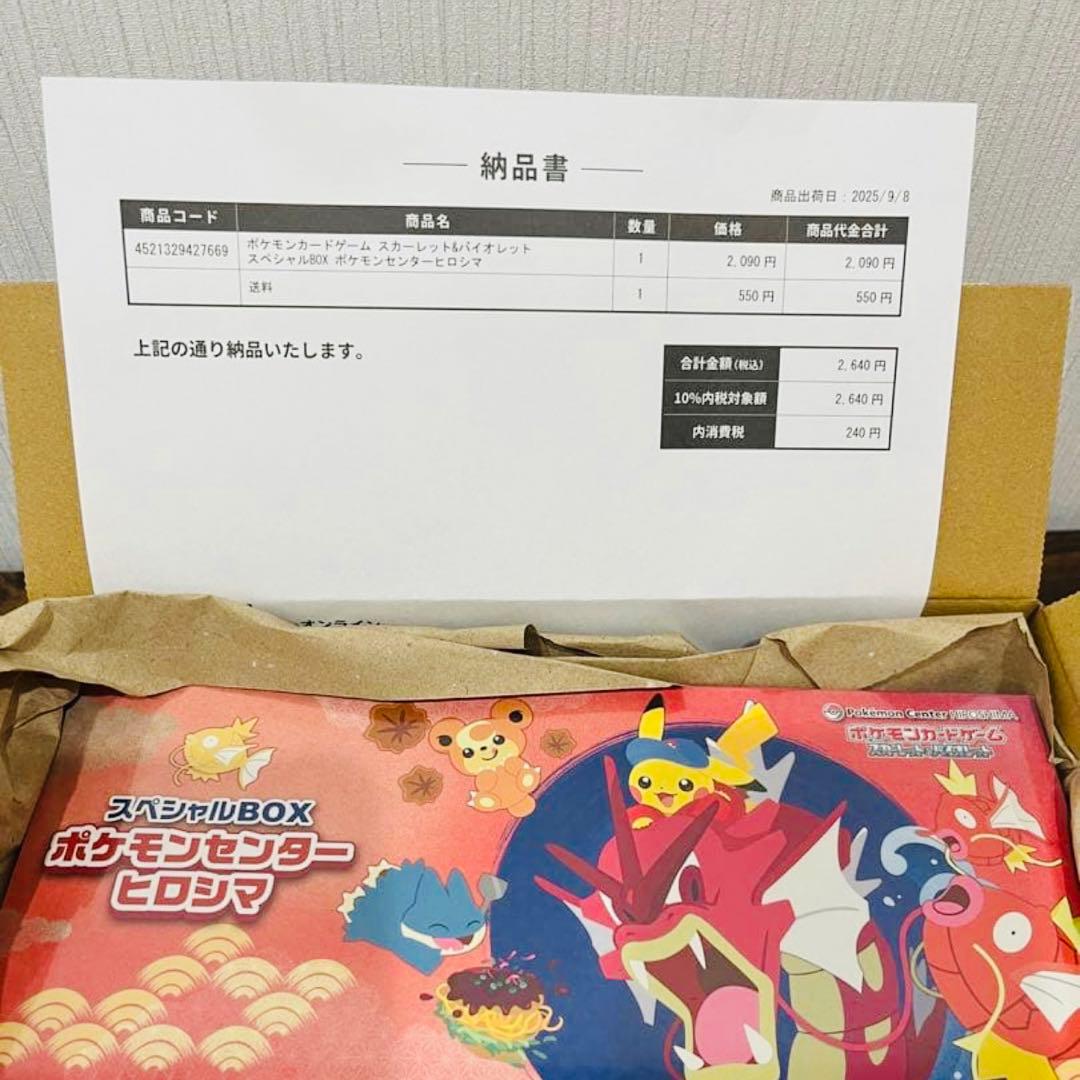 納品書
商品出荷日：2025/9/8
商品コード 商品名 数量 価格 商品代金合計
4521329427669 ポケモンカードゲーム スカーレット&バイオレット 1 2,090 円 2,090 円
スペシャルBOX ポケモンセンターヒロシマ
送料 1 550 円 550 円
上記の通り納品いたします。
合計金額(税込) 2,640 円
10%内税対象額 2,640 円
内消費税 240 円
オンライン
Pokémon Center HIROSHIMA
ポケモンカードゲーム
スカーレット&バイオレット
スペシャルBOX
ポケモンセンター
ヒロシマ